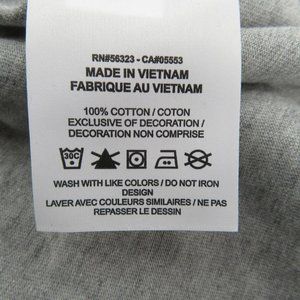 RN#56323 - CA#05553
MADE IN VIETNAM
FABRIQUE AU VIETNAM
100% COTTON / COTON
EXCLUSIVE OF DECORATION /
DECORATION NON COMPRISE
30C
WASH WITH LIKE COLORS / DO NOT IRON
DESIGN
LAVER AVEC COULEURS SIMILAIRES / NE PAS
REPASSER LE DESSIN